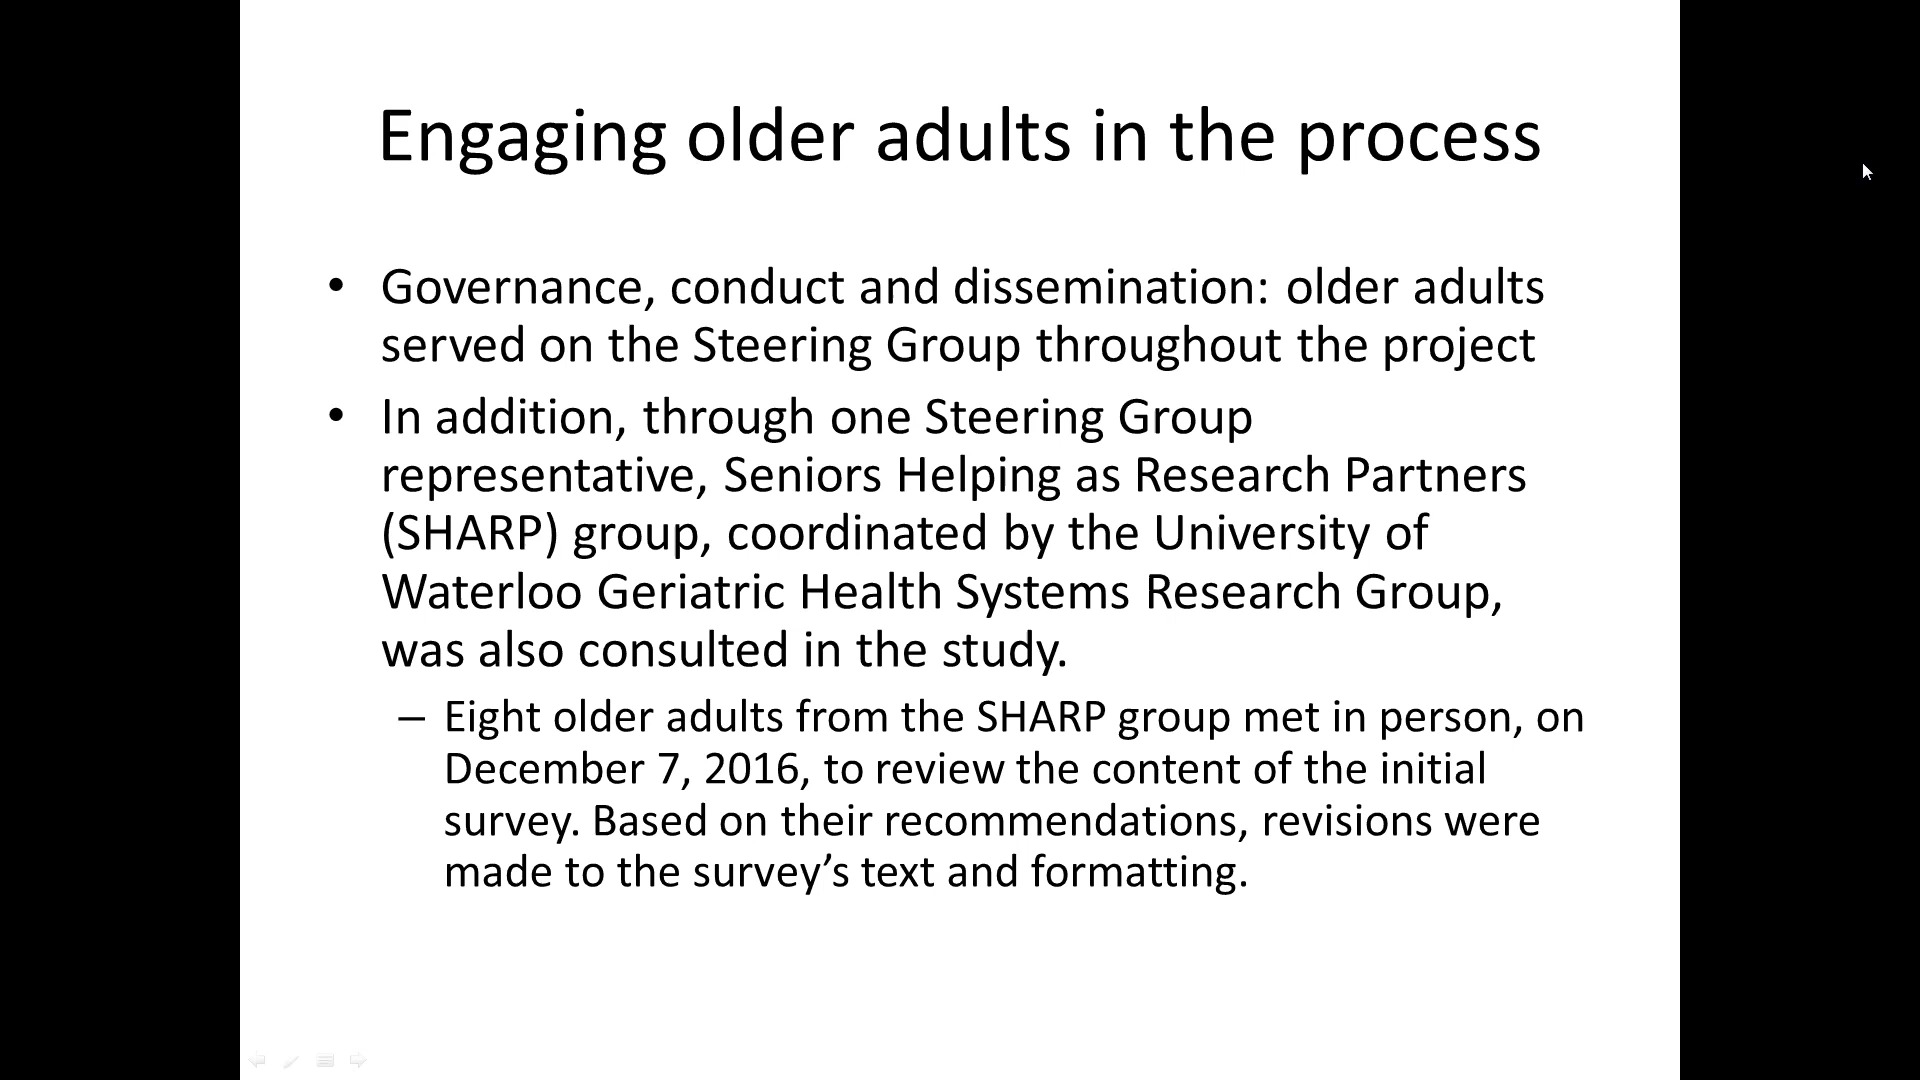 Engaging older adults in the process
• Governance, conduct and dissemination: older adults
served on the Steering Group throughout the project
• In addition, through one Steering Group
representative, Seniors Helping as Research Partners
(SHARP) group, coordinated by the University of
Waterloo Geriatric Health Systems Research Group,
was also consulted in the study.
– Eight older adults from the SHARP group met in person, on
December 7, 2016, to review the content of the initial
survey. Based on their recommendations, revisions were
made to the survey’s text and formatting.